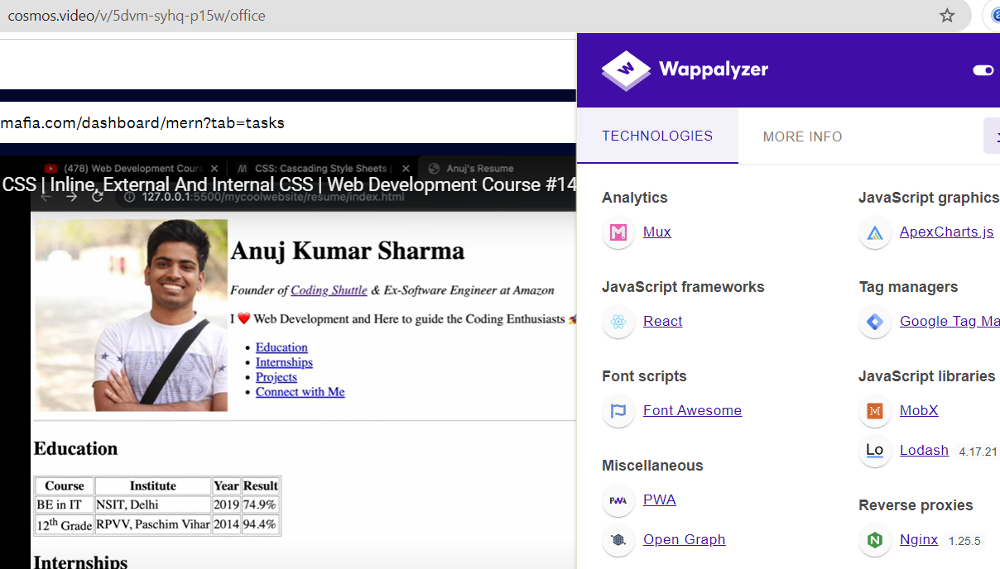 cosmos.video/v/5dvm-syhq-p15w/office
mafia.com/dashboard/mern?tab=tasks
(478) Web Development Cours
CSS: Cascading Style Sheets
Anuj's Resume
CSS | Inline, External And Internal CSS | Web Development Course #14
127.0.0.1:5500/mycoolwebsite/resume/index.html
Anuj Kumar Sharma
Founder of Coding Shuttle & Ex-Software Engineer at Amazon
I ❤️ Web Development and Here to guide the Coding Enthusiasts 🚀
Education
Internships
Projects
Connect with Me
Education
Course Institute Year Result
BE in IT NSIT, Delhi 2019 74.9%
12th Grade RPVV, Paschim Vihar 2014 94.4%
Internships
Wappalyzer
TECHNOLOGIES
MORE INFO
Analytics
Mux
JavaScript frameworks
React
Font scripts
Font Awesome
Miscellaneous
PWA
Open Graph
JavaScript graphics
ApexCharts.js
Tag managers
Google Tag Ma
JavaScript libraries
MobX
Lo
Lodash 4.17.21
Reverse proxies
Nginx 1.25.5